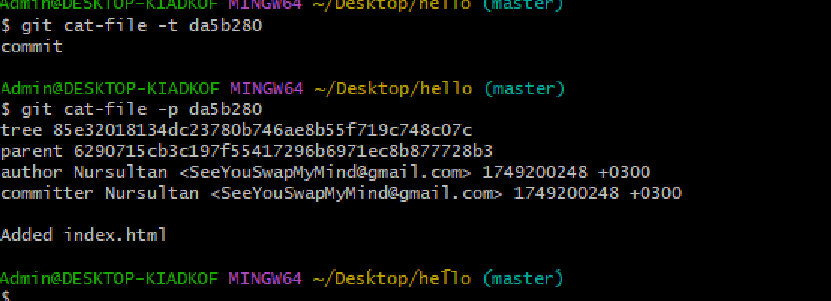 Admin@DESKTOP-KIADKOF MINGW64 ~/Desktop/hello (master)
$ git cat-file -t da5b280
commit
Admin@DESKTOP-KIADKOF MINGW64 ~/Desktop/hello (master)
$ git cat-file -p da5b280
tree 85e32018134dc23780b746ae8b55f719c748c07c
parent 6290715cb3c197f55417296b6971ec8b877728b3
author Nursultan <SeeYouSwapMyMind@gmail.com> 1749200248 +0300
committer Nursultan <SeeYouSwapMyMind@gmail.com> 1749200248 +0300
Added index.html
Admin@DESKTOP-KIADKOF MINGW64 ~/Desktop/hello (master)
$